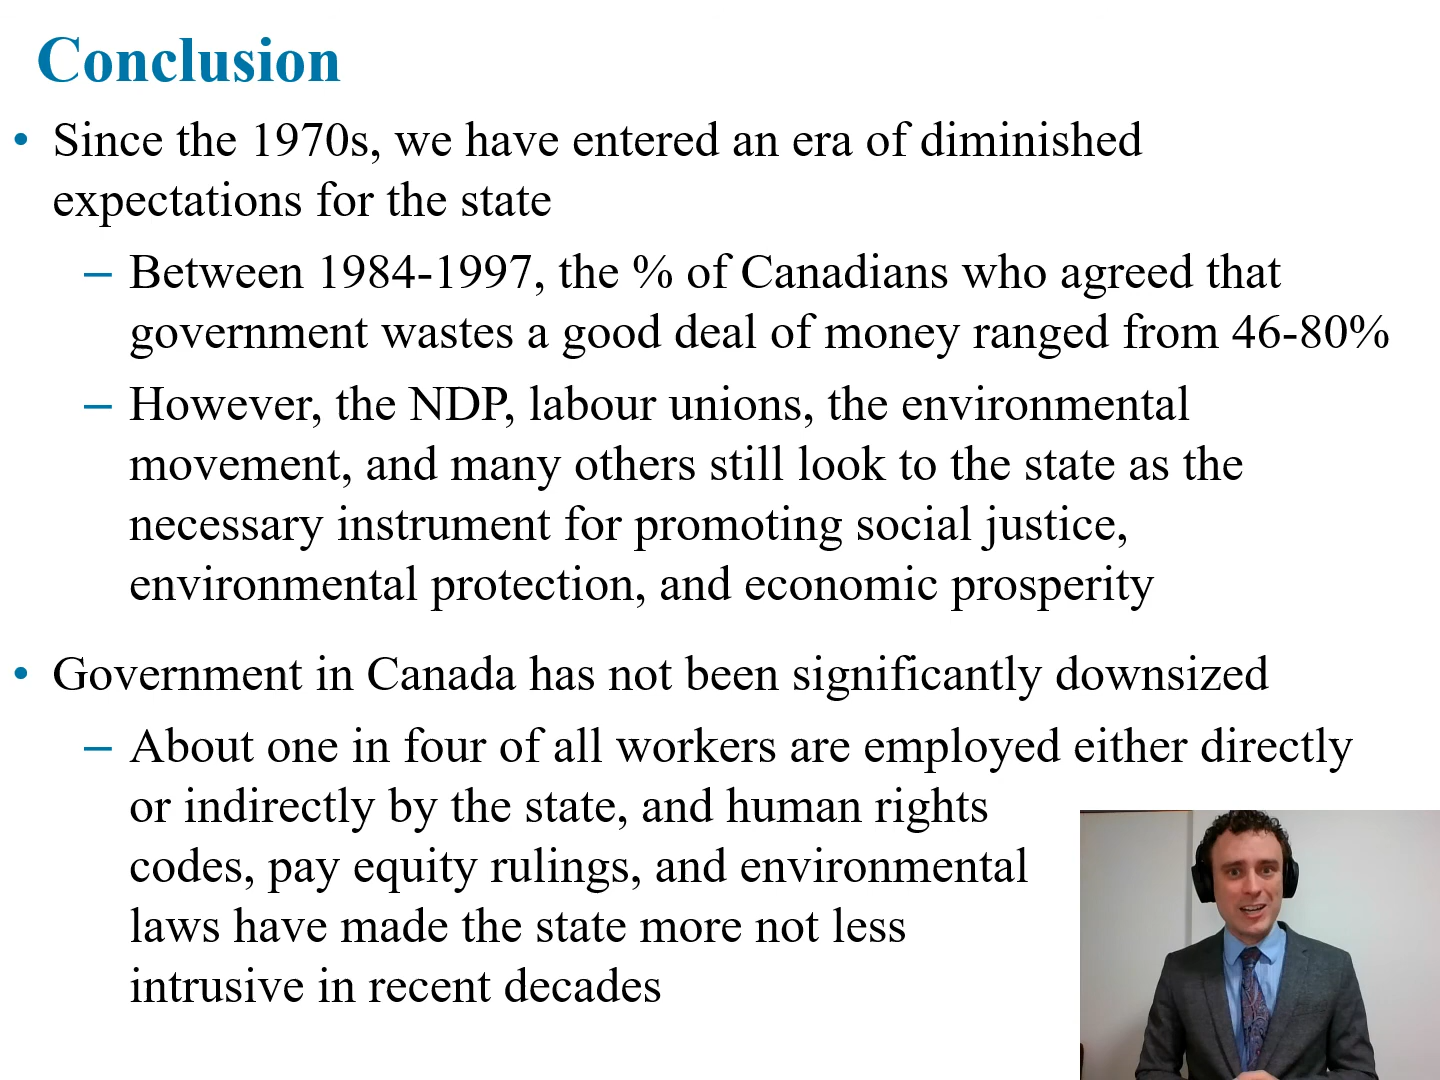 Conclusion
• Since the 1970s, we have entered an era of diminished
expectations for the state
– Between 1984-1997, the % of Canadians who agreed that
government wastes a good deal of money ranged from 46-80%
– However, the NDP, labour unions, the environmental
movement, and many others still look to the state as the
necessary instrument for promoting social justice,
environmental protection, and economic prosperity
• Government in Canada has not been significantly downsized
– About one in four of all workers are employed either directly
or indirectly by the state, and human rights
codes, pay equity rulings, and environmental
laws have made the state more not less
intrusive in recent decades